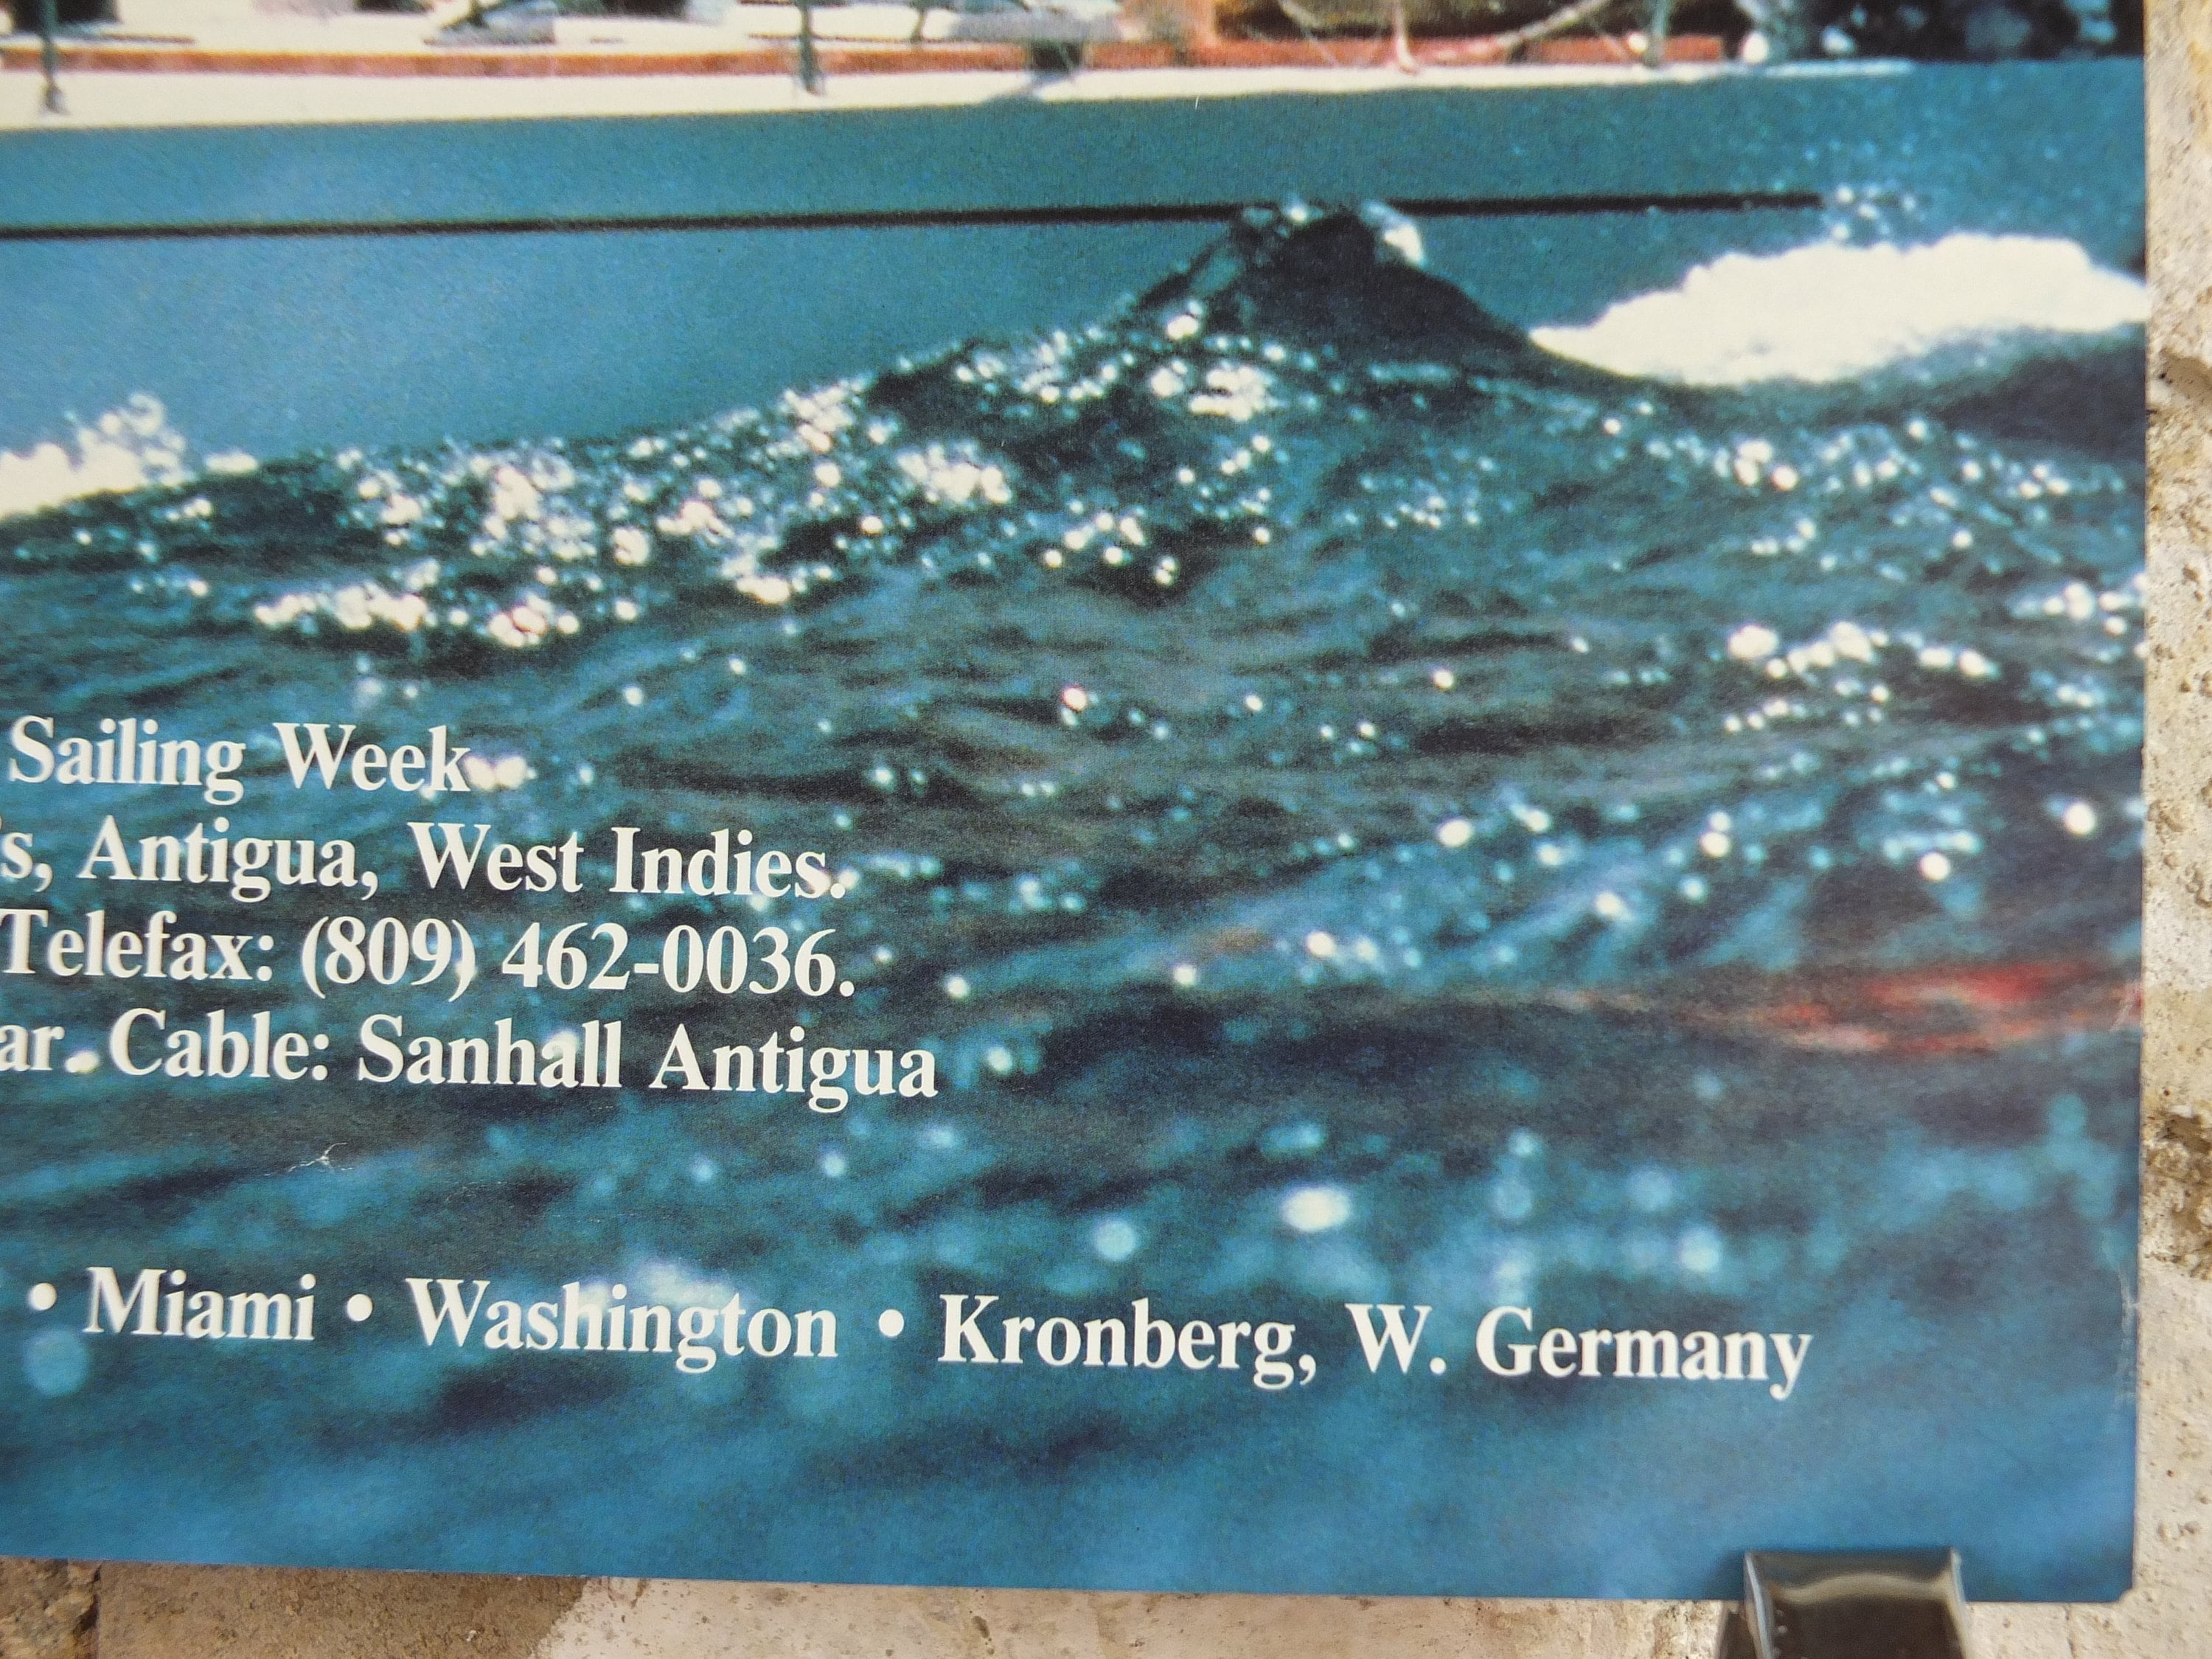 Sailing Week
's, Antigua, West Indies.
Telefax: (809) 462-0036.
ar. Cable: Sanhall Antigua
• Miami • Washington • Kronberg, W. Germany